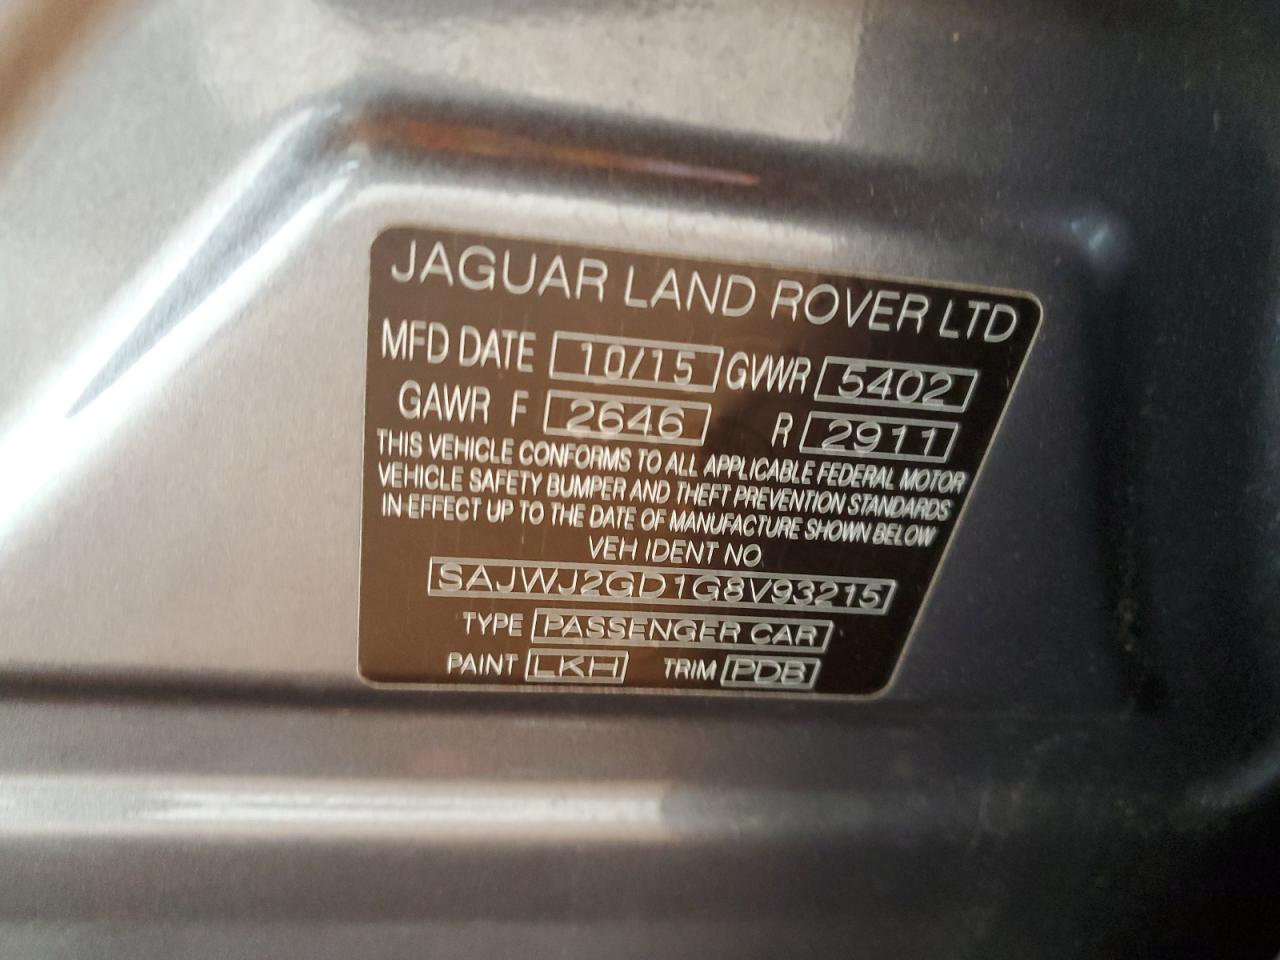 JAGUAR LAND ROVER LTD
MFD DATE 10/15 GVWR 5402
GAWR F 2646 R 2911
THIS VEHICLE CONFORMS TO ALL APPLICABLE FEDERAL MOTOR
VEHICLE SAFETY BUMPER AND THEFT PREVENTION STANDARDS
IN EFFECT UP TO THE DATE OF MANUFACTURE SHOWN BELOW
VEH IDENT NO
SAJWJ2GD1G8V93215
TYPE PASSENGER CAR
PAINT LKH TRIM PDB